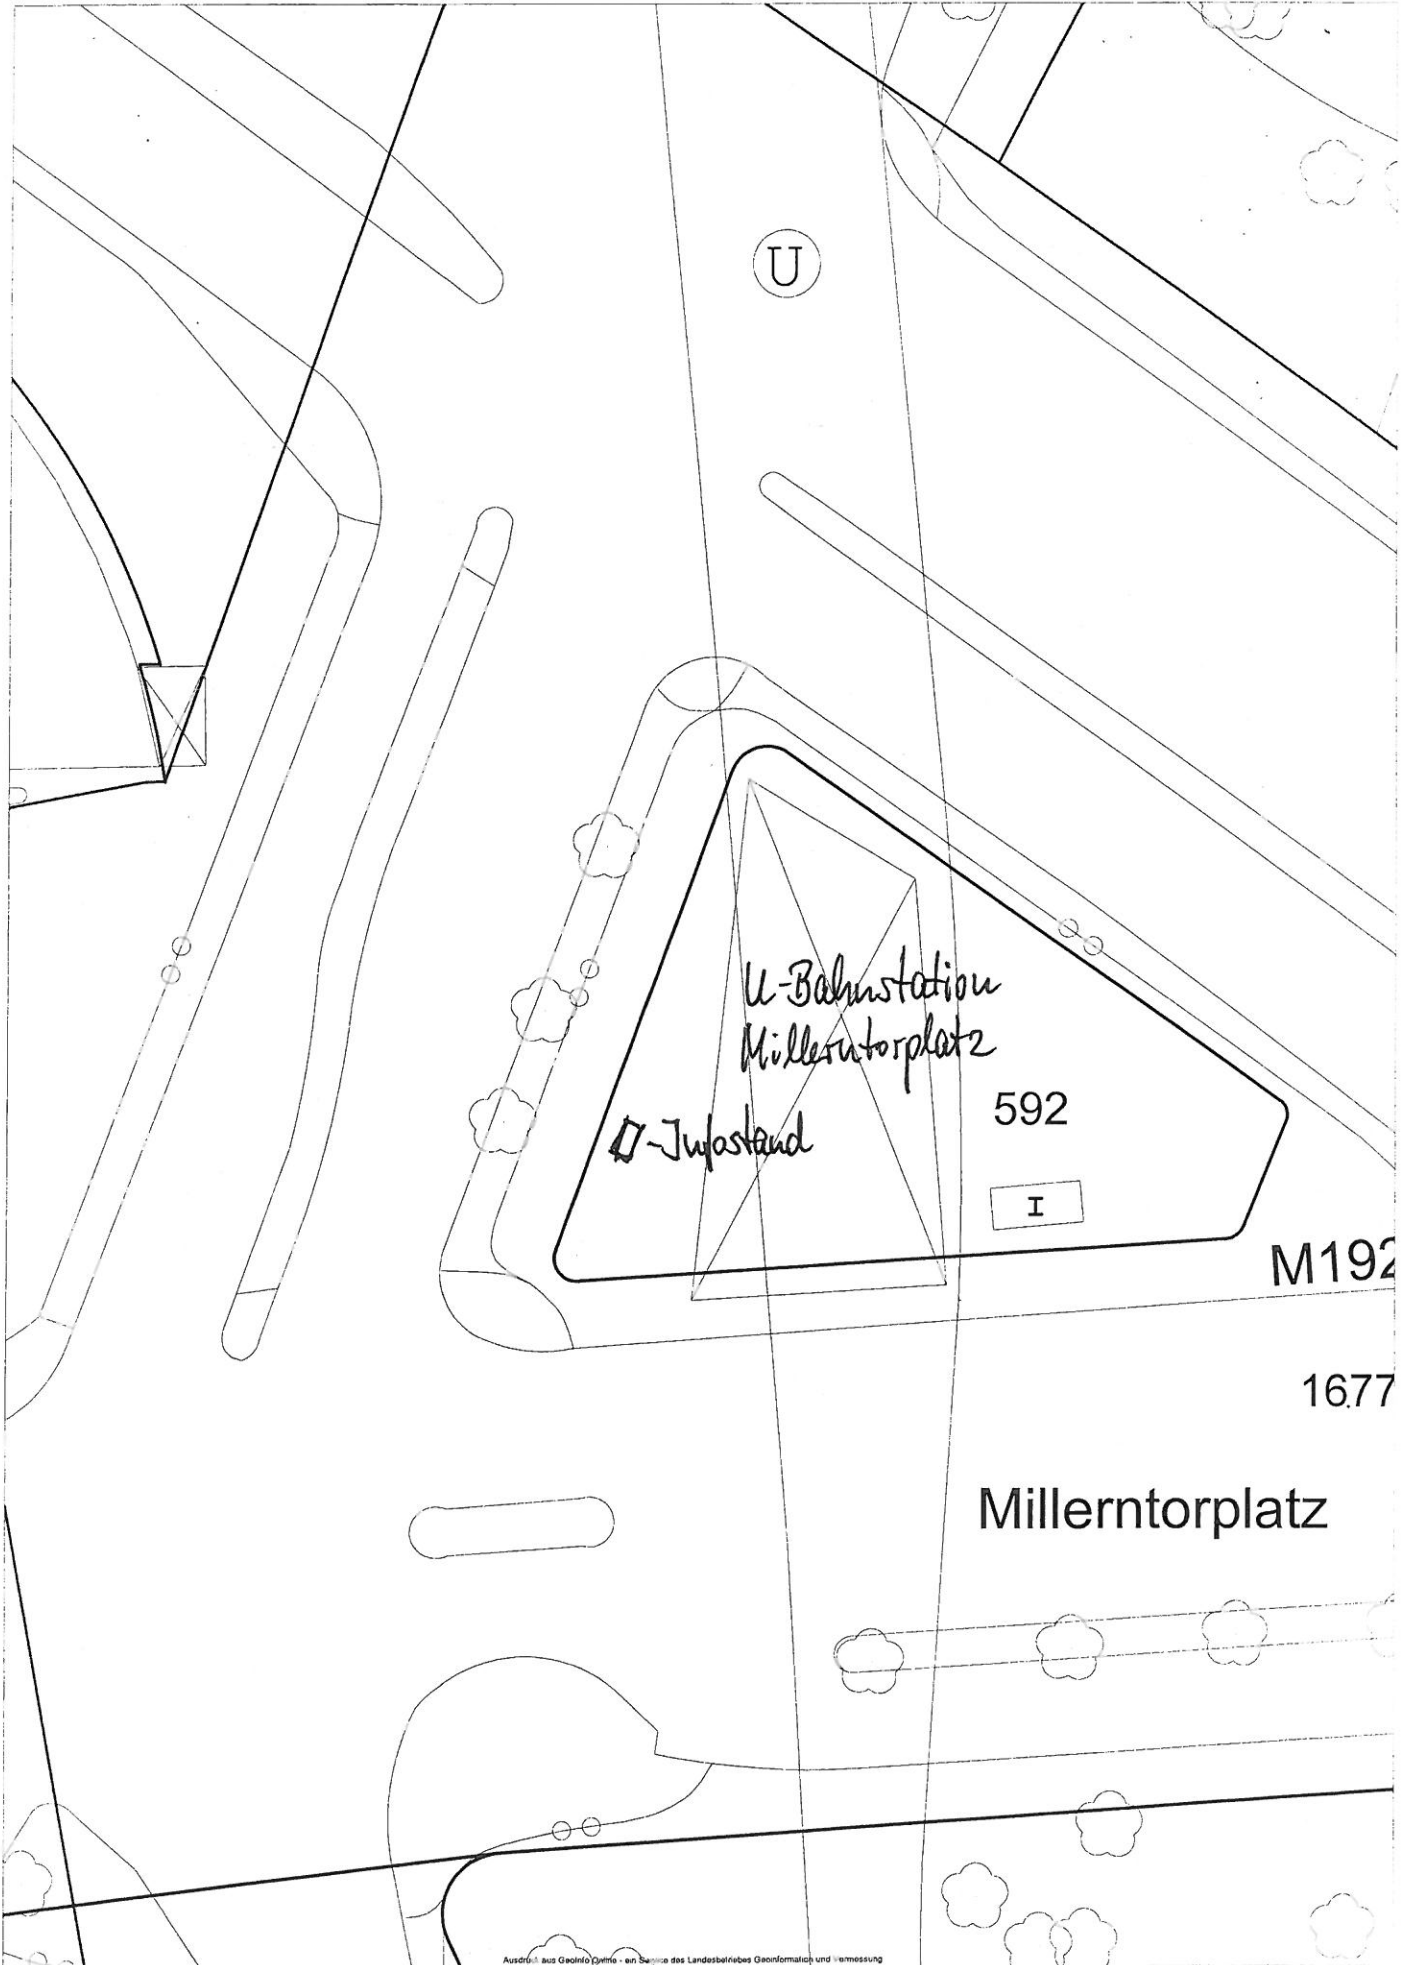 U
U-Bahnstation
Millerntorplatz
592
-Infostand
I
M192
1677
Millerntorplatz
Ausdruck aus GeoInfo Online - ein Service des Landesbetriebes Geoinformation und Vermessung